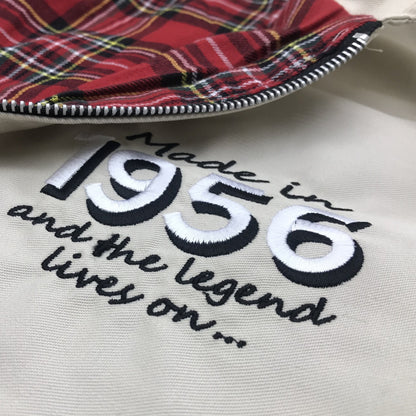 Made in
1956
and the legend
lives on...